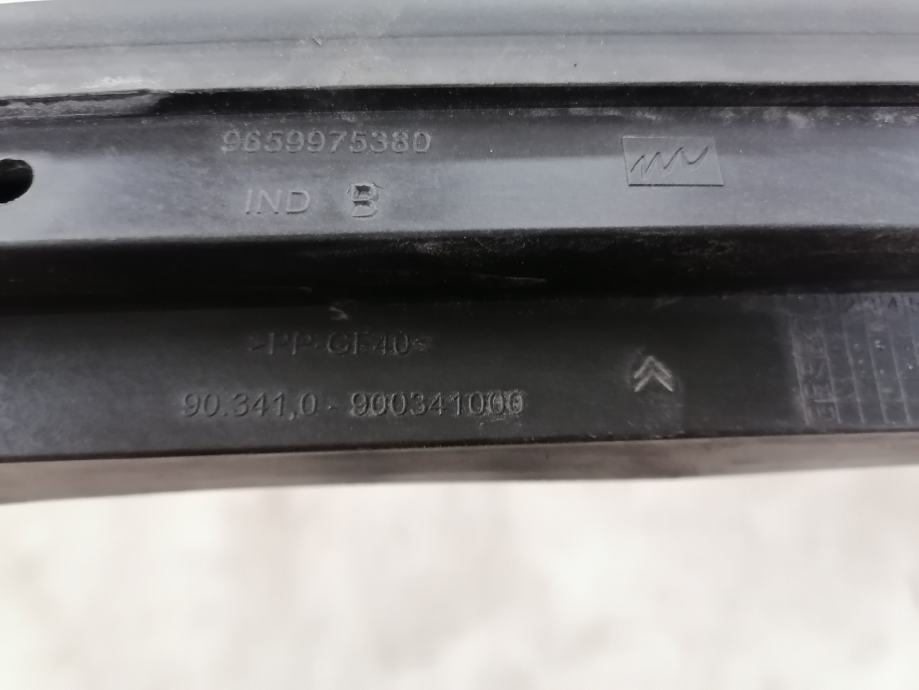 9659975380
IND B
>PP-GF40<
90.341,0 - 900341000